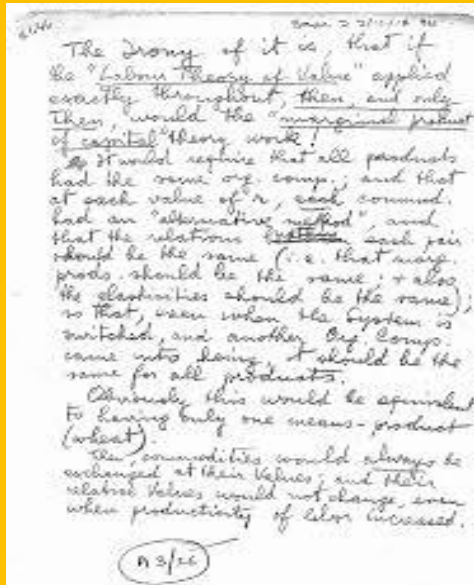 The Irony of it is, that if
the "Labour Theory of Value" applied
exactly throughout, then, and only
then, would the "marginal product
of capital" theory work!
It would require that all products
had the same org. comp.; and that
at each value of r, each commod.
had an "alternative method", and
that the relations each pair
should be the same (i.e. that marg.
prods. should be the same; + also
the elasticities should be the same),
so that, even when the System is
switched, and another Org. Comp.
came into being, it should be the
same for all products.
Obviously this would be equivalent
to having only one means-product
(wheat).
Then, commodities would always be
exchanged at their Values; and their
relative Values would not change, even
when productivity of labor increased.